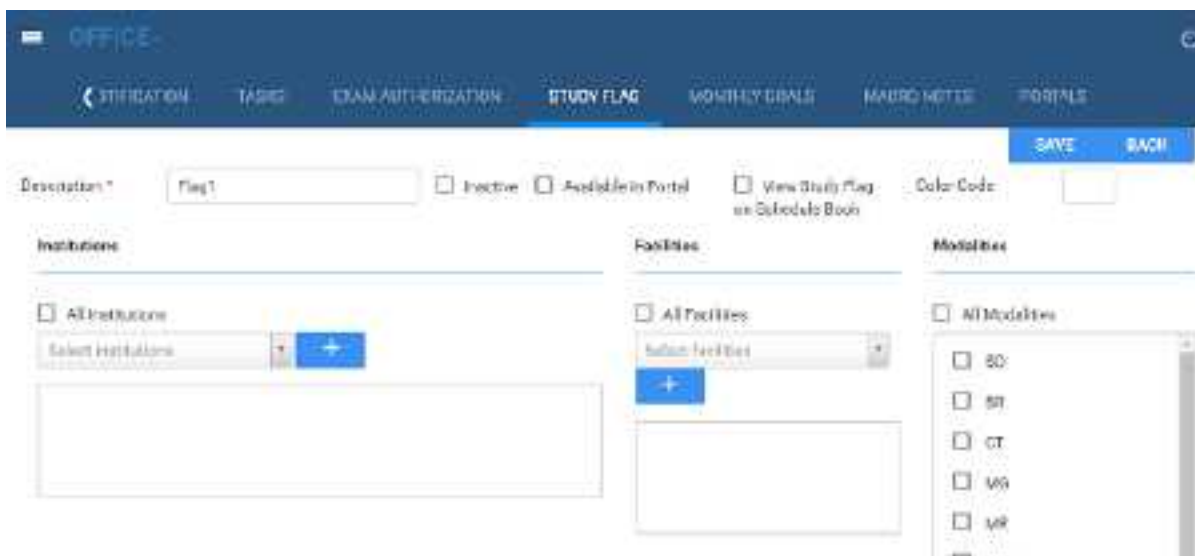 OFFICE-
TASKS EXAM AUTHORIZATION STUDY FLAG MONTHLY GOALS MACRO NOTES PORTALS
SAVE BACK
Description * Flag1 Inactive Available in Portal View Study Flag on Schedule Book Color Code
Institutions Facilities Modalities
All Institutions All Facilities All Modalities
Select Institutions Select Facilities
BD
BR
CT
MG
MR